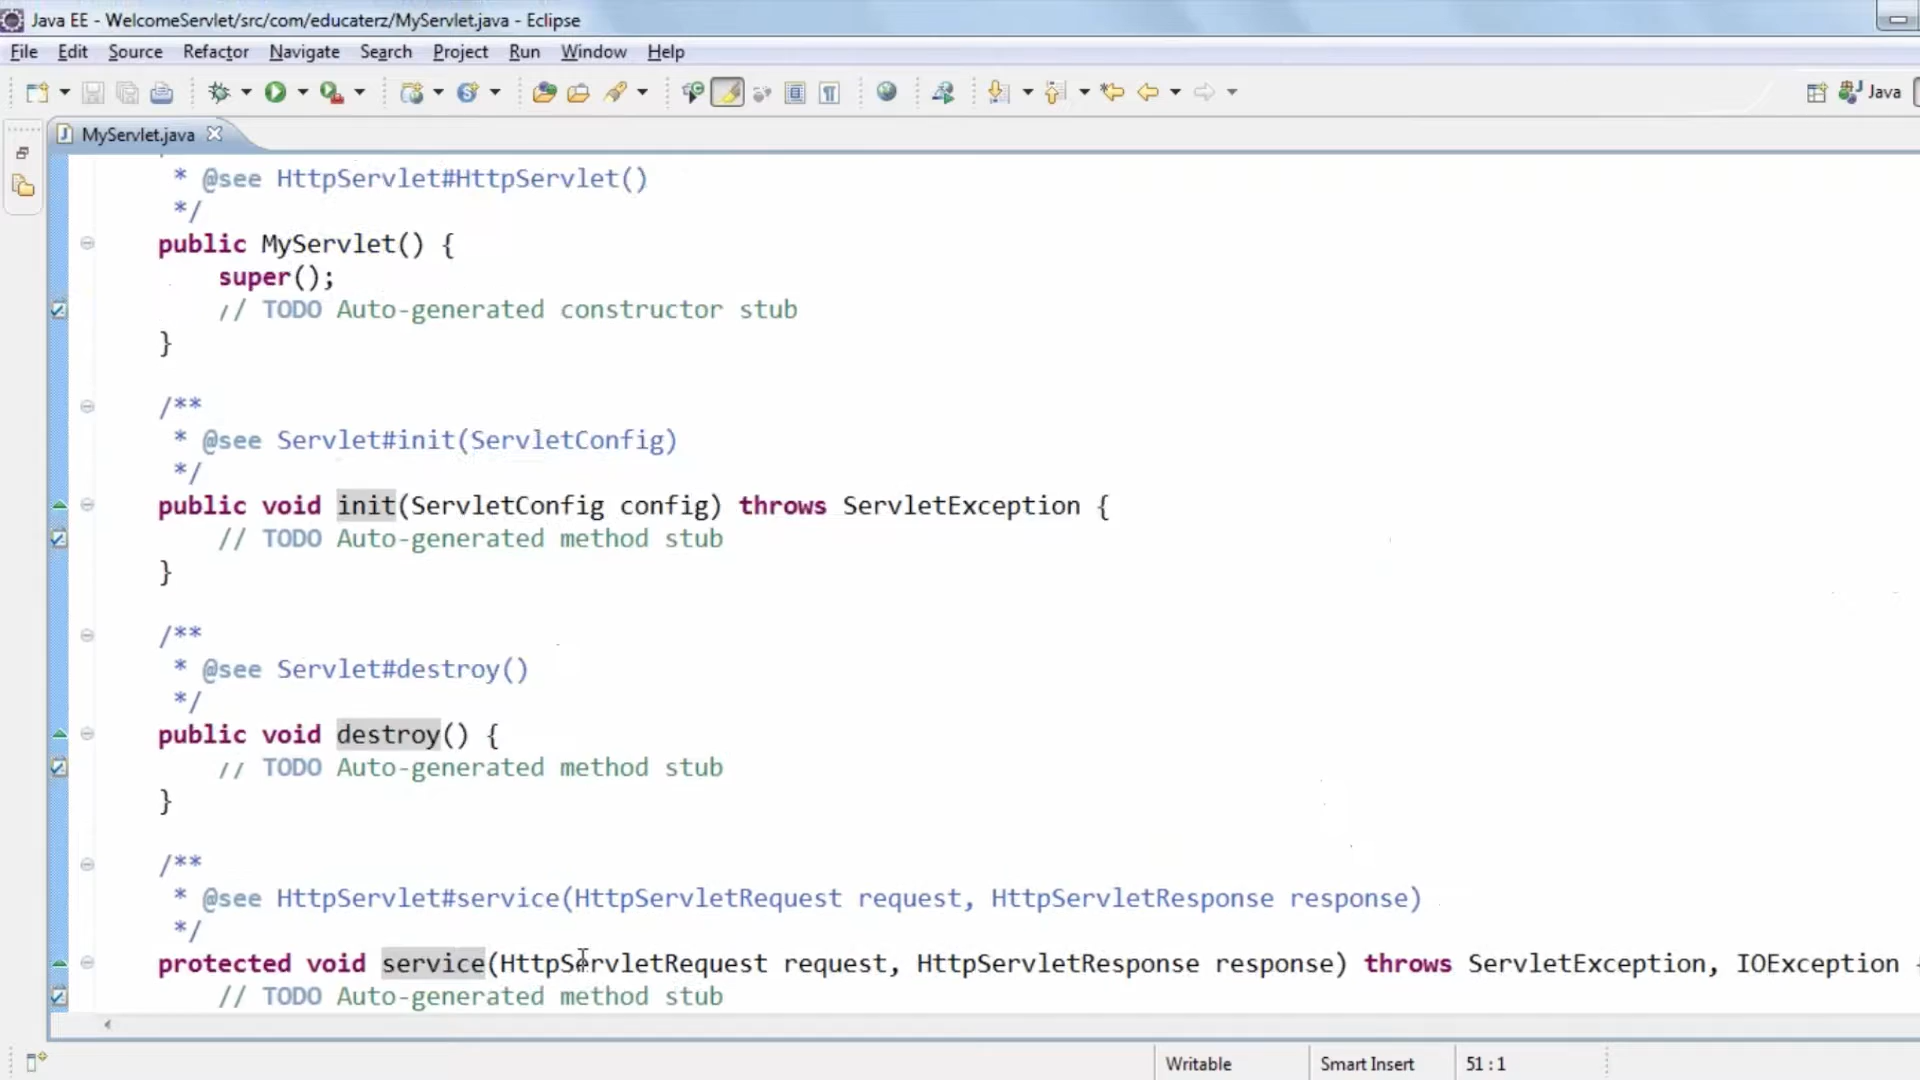 Java EE - WelcomeServlet/src/com/educaterz/MyServlet.java - Eclipse
File Edit Source Refactor Navigate Search Project Run Window Help
Java
MyServlet.java
* @see HttpServlet#HttpServlet()
*/
public MyServlet() {
super();
// TODO Auto-generated constructor stub
}
/**
* @see Servlet#init(ServletConfig)
*/
public void init(ServletConfig config) throws ServletException {
// TODO Auto-generated method stub
}
/**
* @see Servlet#destroy()
*/
public void destroy() {
// TODO Auto-generated method stub
}
/**
* @see HttpServlet#service(HttpServletRequest request, HttpServletResponse response)
*/
protected void service(HttpServletRequest request, HttpServletResponse response) throws ServletException, IOException {
// TODO Auto-generated method stub
Writable Smart Insert 51 : 1